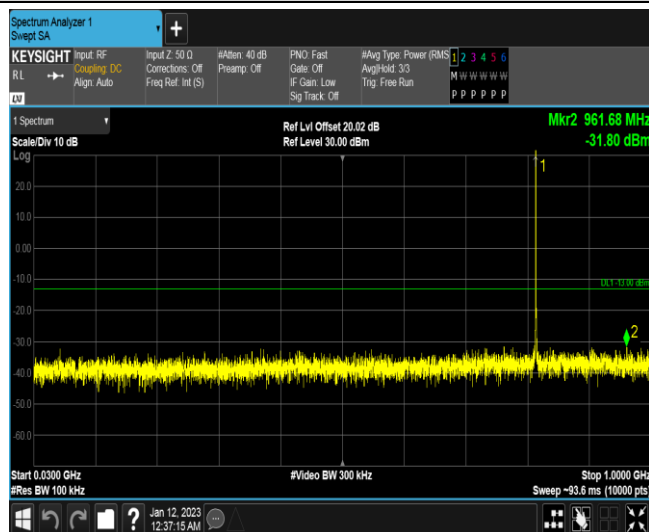 Spectrum Analyzer 1
Swept SA
+
KEYSIGHT
RL
LXI
Input: RF
Coupling: DC
Align: Auto
Input Z: 50 Ω
Corrections: Off
Freq Ref: Int (S)
#Atten: 40 dB
Preamp: Off
PNO: Fast
Gate: Off
IF Gain: Low
Sig Track: Off
#Avg Type: Power (RMS
Avg|Hold: 3/3
Trig: Free Run
1 2 3 4 5 6
M W W W W W
P P P P P P
1 Spectrum
Scale/Div 10 dB
Log
Ref Lvl Offset 20.02 dB
Ref Level 30.00 dBm
Mkr2 961.68 MHz
-31.80 dBm
1
20.0
10.0
0.00
-10.0
DL1 -13.00 dBm
-20.0
2
-30.0
-40.0
-50.0
-60.0
Start 0.0300 GHz
#Res BW 100 kHz
#Video BW 300 kHz
Stop 1.0000 GHz
Sweep ~93.6 ms (10000 pts)
?
Jan 12, 2023
12:37:15 AM